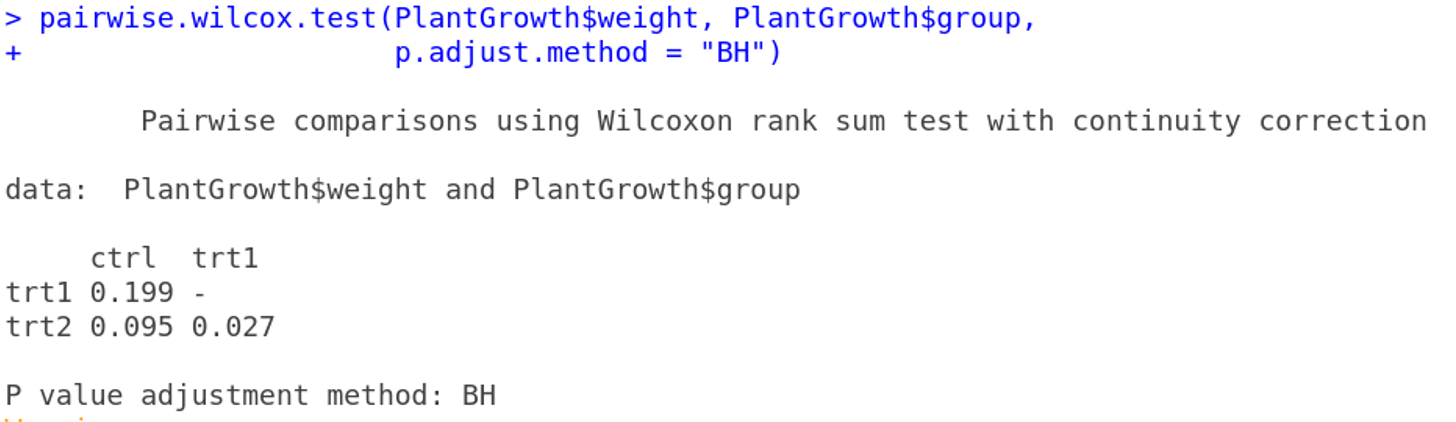 > pairwise.wilcox.test(PlantGrowth$weight, PlantGrowth$group,
+                      p.adjust.method = "BH")
        Pairwise comparisons using Wilcoxon rank sum test with continuity correction
data:  PlantGrowth$weight and PlantGrowth$group
     ctrl  trt1
trt1 0.199 -
trt2 0.095 0.027
P value adjustment method: BH